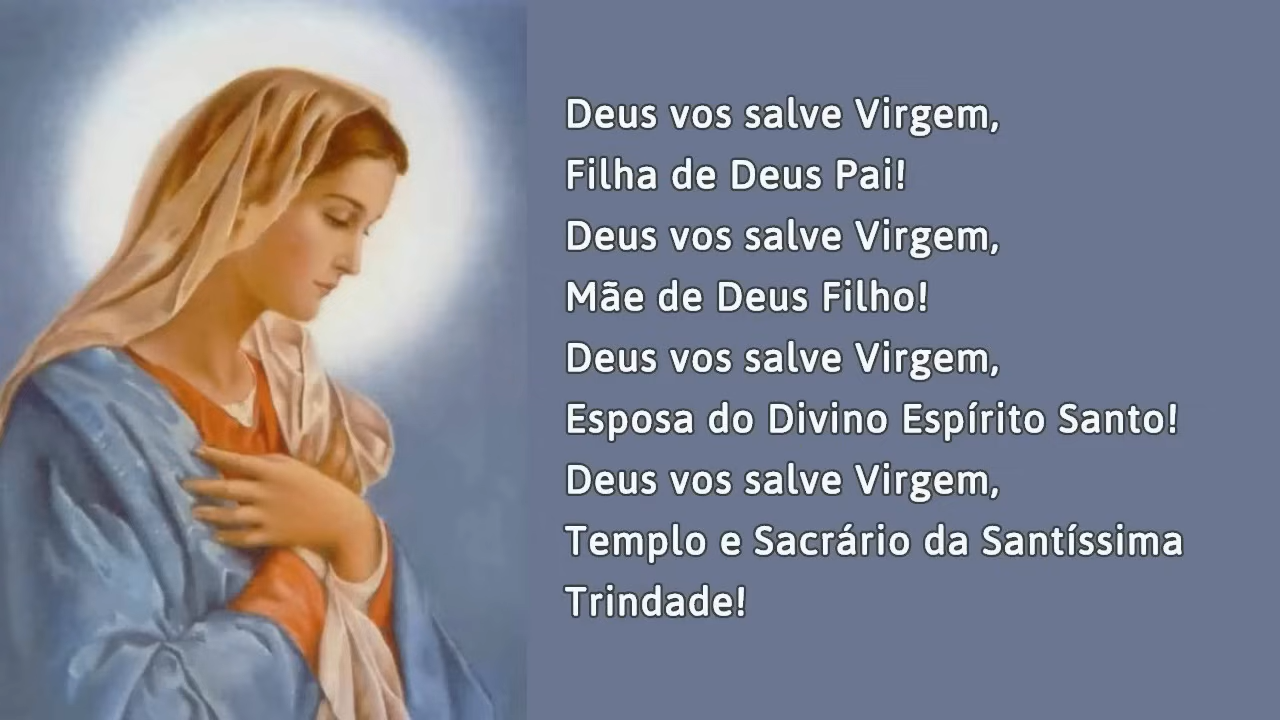 Deus vos salve Virgem,
Filha de Deus Pai!
Deus vos salve Virgem,
Mãe de Deus Filho!
Deus vos salve Virgem,
Esposa do Divino Espírito Santo!
Deus vos salve Virgem,
Templo e Sacrário da Santíssima
Trindade!